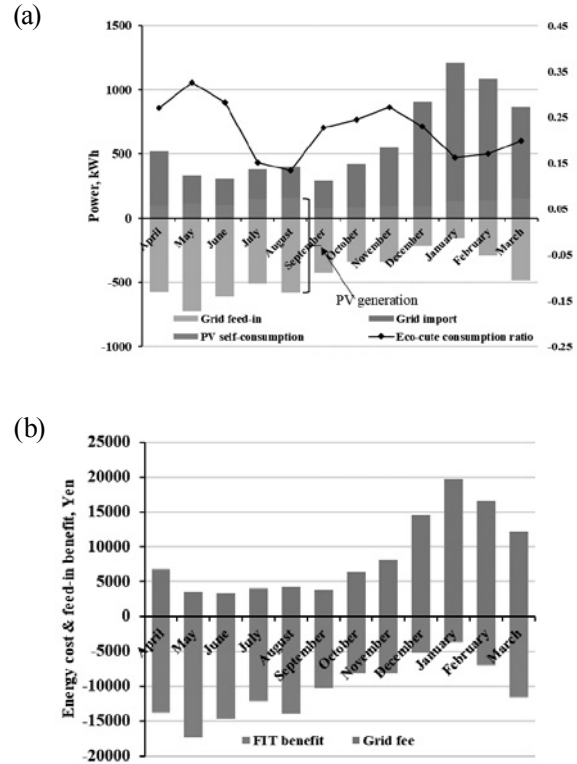 (a)
1500
1000
500
0
-500
-1000
0.45
0.35
0.25
0.15
0.05
-0.05
-0.15
-0.25
Power, kWh
April
May
June
July
August
September
October
November
December
January
February
March
PV generation
Grid feed-in
Grid import
PV self-consumption
Eco-cute consumption ratio
(b)
25000
20000
15000
10000
5000
0
-5000
-10000
-15000
-20000
Energy cost & feed-in benefit, Yen
April
May
June
July
August
September
October
November
December
January
February
March
FIT benefit
Grid fee